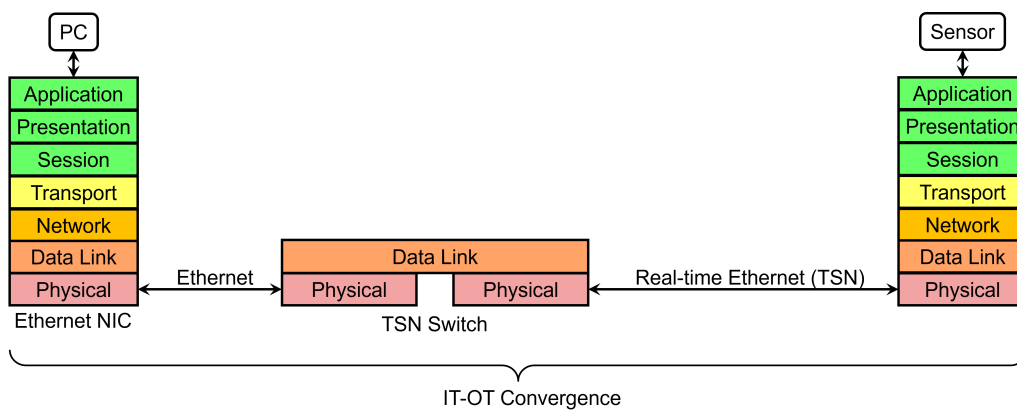 PC
Sensor
Application
Presentation
Session
Transport
Network
Data Link
Physical
Ethernet NIC
Ethernet
Data Link
Physical
Physical
TSN Switch
Real-time Ethernet (TSN)
Application
Presentation
Session
Transport
Network
Data Link
Physical
IT-OT Convergence